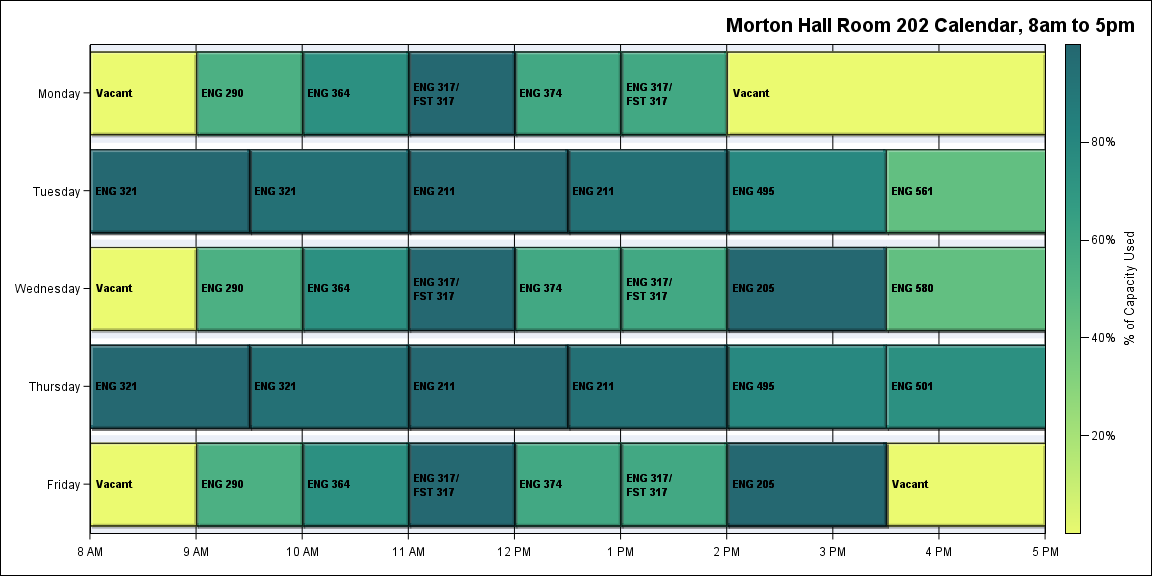 Morton Hall Room 202 Calendar, 8am to 5pm
Monday
Vacant
ENG 290
ENG 364
ENG 317/
FST 317
ENG 374
ENG 317/
FST 317
Vacant
Tuesday
ENG 321
ENG 321
ENG 211
ENG 211
ENG 495
ENG 561
Wednesday
Vacant
ENG 290
ENG 364
ENG 317/
FST 317
ENG 374
ENG 317/
FST 317
ENG 205
ENG 580
Thursday
ENG 321
ENG 321
ENG 211
ENG 211
ENG 495
ENG 501
Friday
Vacant
ENG 290
ENG 364
ENG 317/
FST 317
ENG 374
ENG 317/
FST 317
ENG 205
Vacant
8 AM
9 AM
10 AM
11 AM
12 PM
1 PM
2 PM
3 PM
4 PM
5 PM
80%
60%
40%
20%
% of Capacity Used